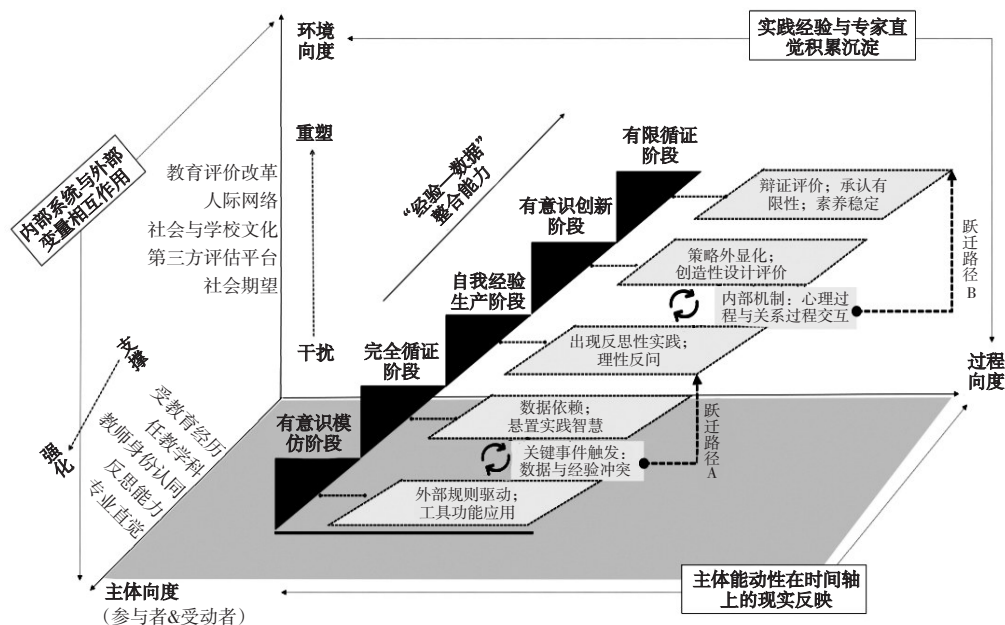 环境
向度
实践经验与专家直
觉积累沉淀
内部系统与外部
变量相互作用
重塑
教育评价改革
人际网络
社会与学校文化
第三方评估平台
社会期望
干扰
“经验—数据”
整合能力
有限循证
阶段
有意识创新
阶段
自我经验
生产阶段
完全循证
阶段
有意识模
仿阶段
辩证评价；承认有
限性；素养稳定
策略外显化；
创造性设计评价
内部机制：心理过
程与关系过程交互
跃迁路径B
出现反思性实践；
理性反问
数据依赖；
悬置实践智慧
关键事件触发：
数据与经验冲突
跃迁路径A
外部规则驱动；
工具功能应用
过程
向度
支撑
强化
受教育经历
任教学科
教师身份认同
反思能力
专业直觉
主体向度
（参与者&受动者）
主体能动性在时间轴
上的现实反映